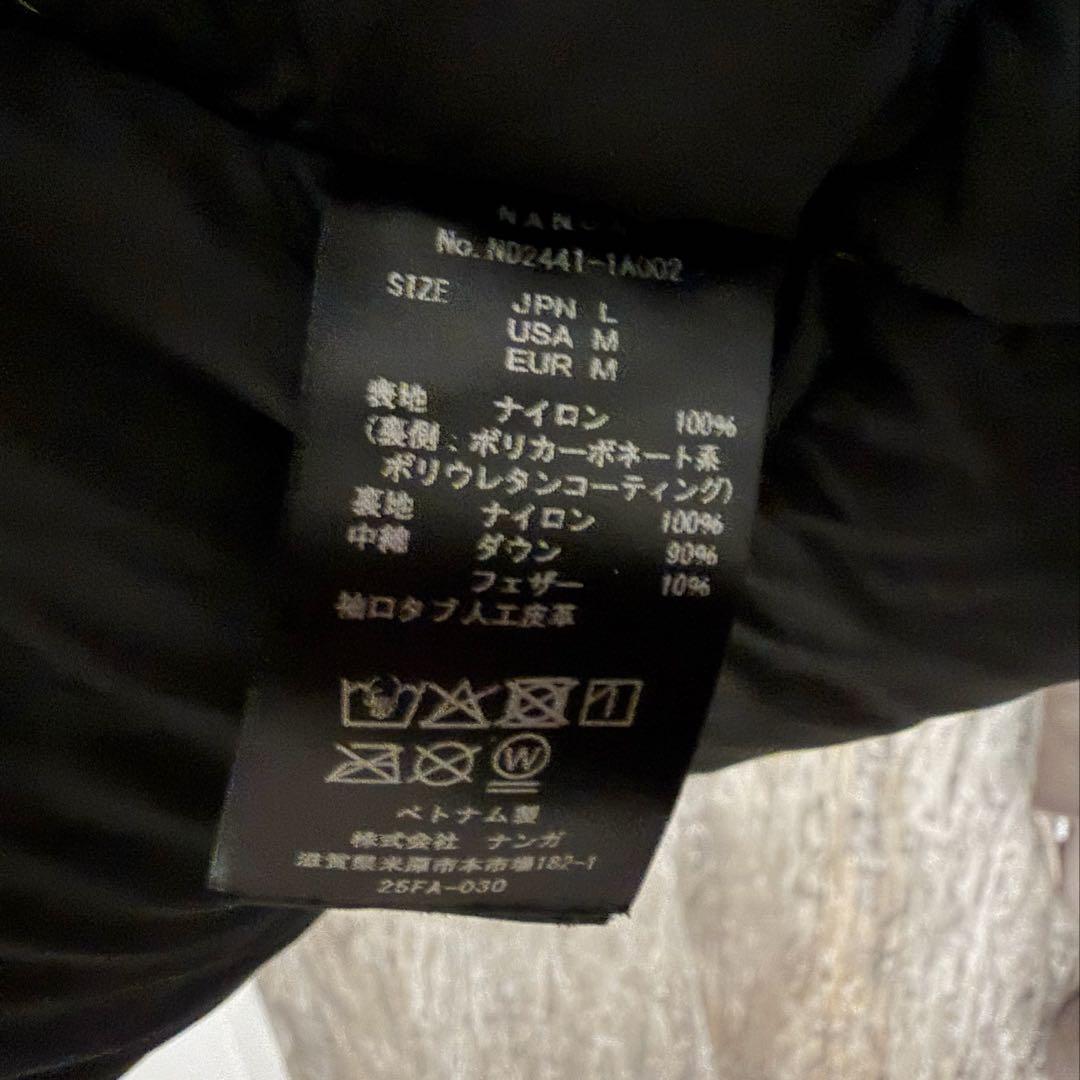 NANGA
No.ND2441-1A002
SIZE JPN L
USA M
EUR M
表地 ナイロン 100%
(裏側、ポリカーボネート系
ポリウレタンコーティング)
裏地 ナイロン 100%
中綿 ダウン 90%
フェザー 10%
袖口タブ人工皮革
W
ベトナム製
株式会社 ナンガ
滋賀県米原市本市場182-1
25FA-030